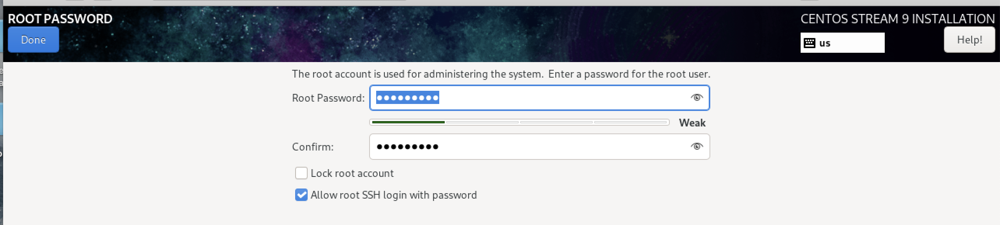 ROOT PASSWORD
CENTOS STREAM 9 INSTALLATION
Done
us
Help!
The root account is used for administering the system. Enter a password for the root user.
Root Password: ●●●●●●●●●
Weak
Confirm: ●●●●●●●●●
Lock root account
Allow root SSH login with password